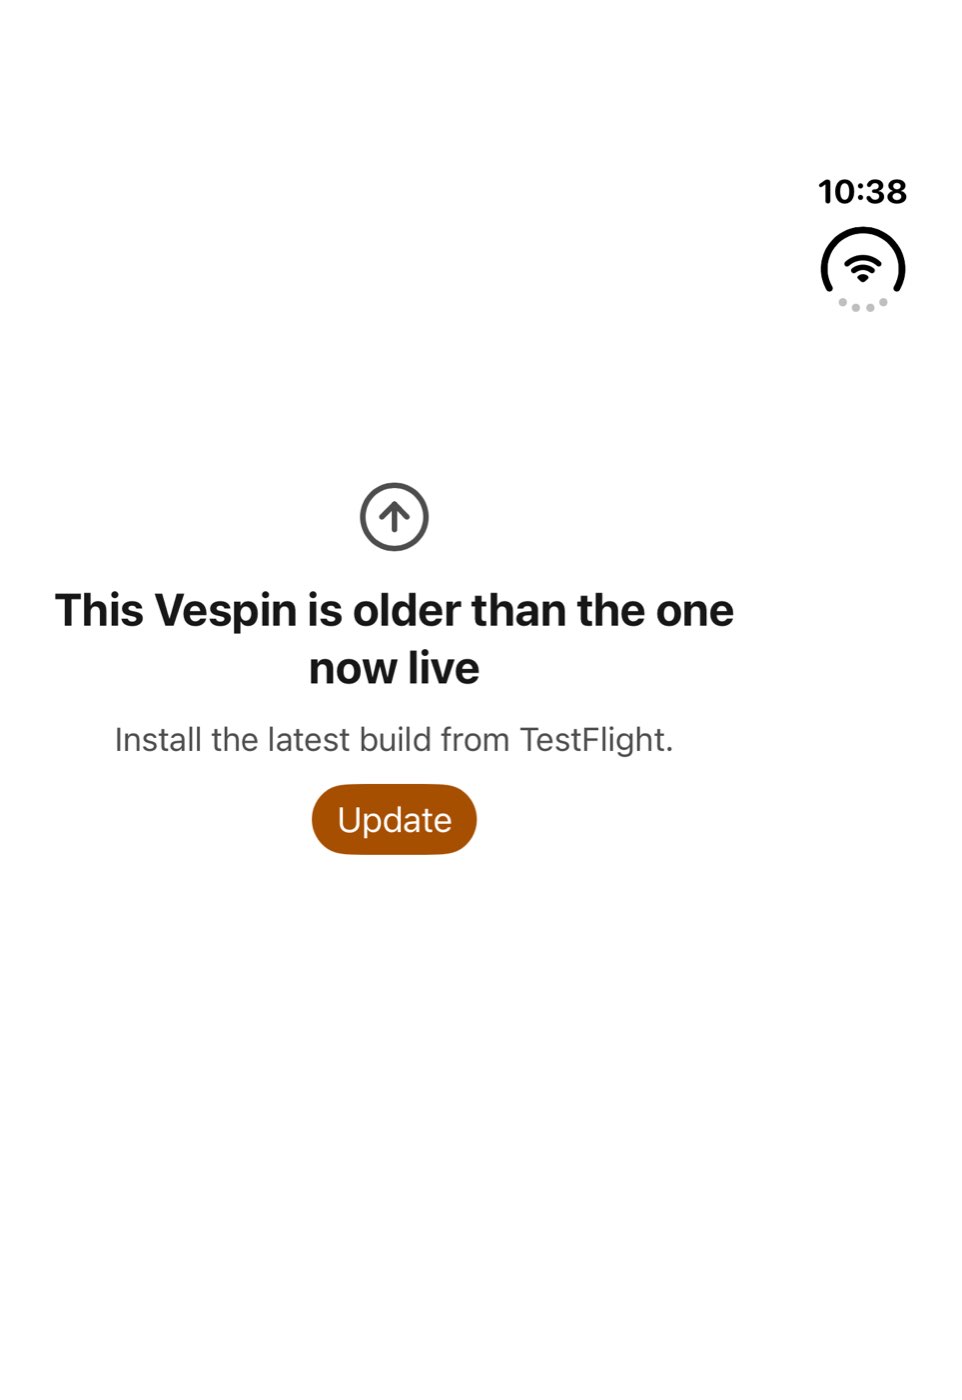 10:38
This Vespin is older than the one
now live
Install the latest build from TestFlight.
Update